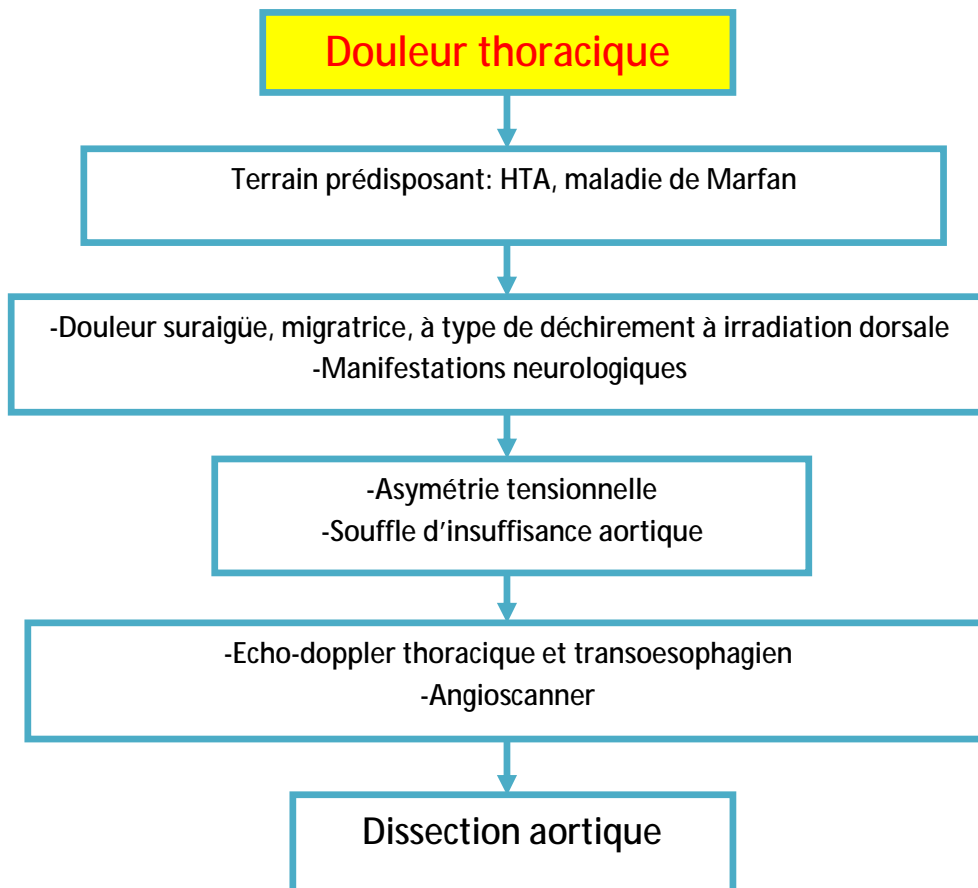 Douleur thoracique
Terrain prédisposant: HTA, maladie de Marfan
-Douleur suraigüe, migratrice, à type de déchirement à irradiation dorsale
-Manifestations neurologiques
-Asymétrie tensionnelle
-Souffle d’insuffisance aortique
-Echo-doppler thoracique et transoesophagien
-Angioscanner
Dissection aortique